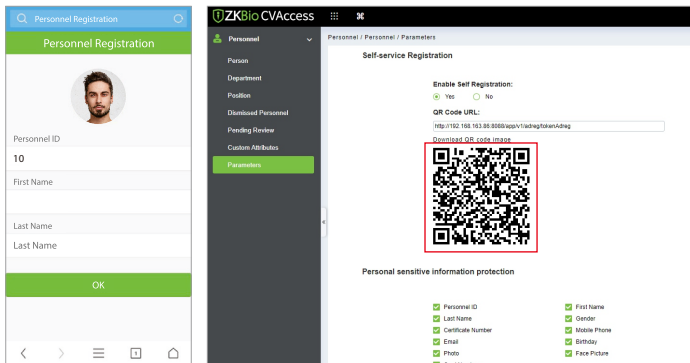 Personnel Registration
Personnel Registration
Personnel ID
10
First Name
Last Name
Last Name
OK
1
ZKBio CVAccess
Personnel
Person
Department
Position
Dismissed Personnel
Pending Review
Custom Attributes
Parameters
Personnel / Personnel / Parameters
Self-service Registration
Enable Self Registration:
Yes No
QR Code URL:
http://192.168.163.86:8088/app/v1/adreg/tokenAdreg
Download QR code image
Personal sensitive information protection
Personnel ID First Name
Last Name Gender
Certificate Number Mobile Phone
Email Birthday
Photo Face Picture